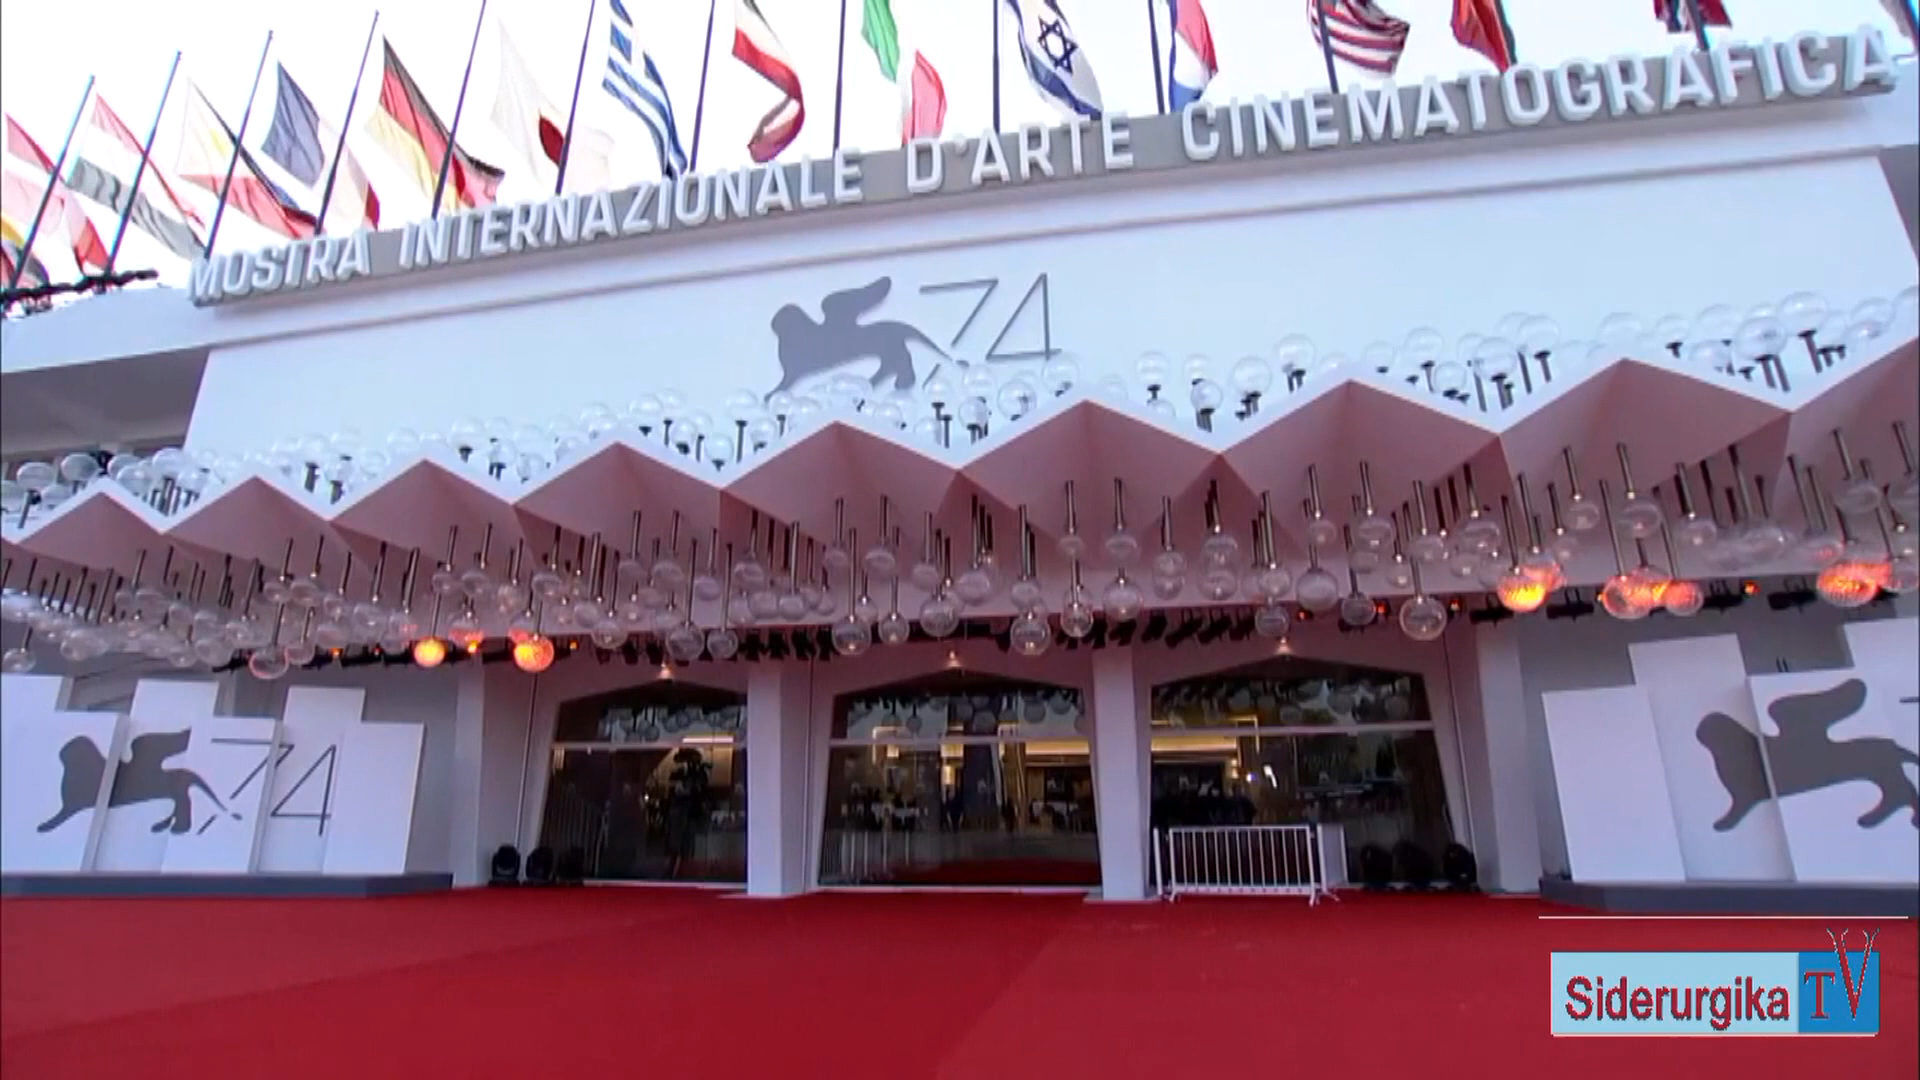 MOSTRA INTERNAZIONALE D'ARTE CINEMATOGRAFICA
74
74
Siderurgika TV